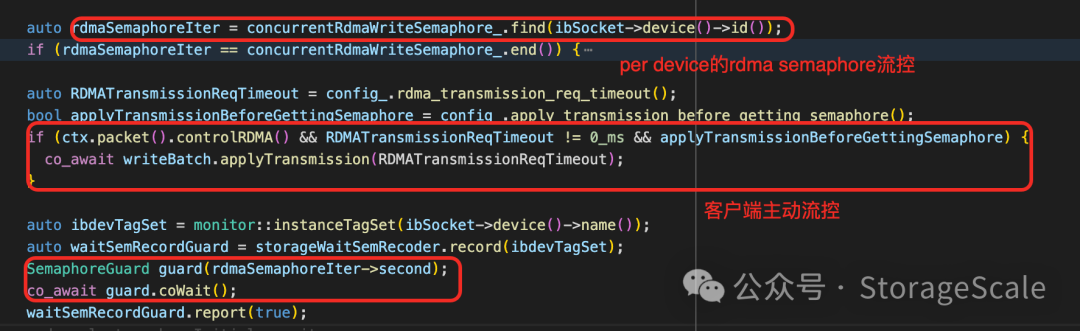 auto rdmaSemaphoreIter = concurrentRdmaWriteSemaphore_.find(ibSocket->device()->id());
if (rdmaSemaphoreIter == concurrentRdmaWriteSemaphore_.end()) {…
per device的rdma semaphore流控
auto RDMATransmissionReqTimeout = config_.rdma_transmission_req_timeout();
bool applyTransmissionBeforeGettingSemaphore = config_.apply_transmission_before_getting_semaphore();
if (ctx.packet().controlRDMA() && RDMATransmissionReqTimeout != 0_ms && applyTransmissionBeforeGettingSemaphore) {
co_await writeBatch.applyTransmission(RDMATransmissionReqTimeout);
}
客户端主动流控
auto ibdevTagSet = monitor::instanceTagSet(ibSocket->device()->name());
auto waitSemRecordGuard = storageWaitSemRecoder.record(ibdevTagSet);
SemaphoreGuard guard(rdmaSemaphoreIter->second);
co_await guard.coWait();
waitSemRecordGuard.report(true);
公众号 · StorageScale